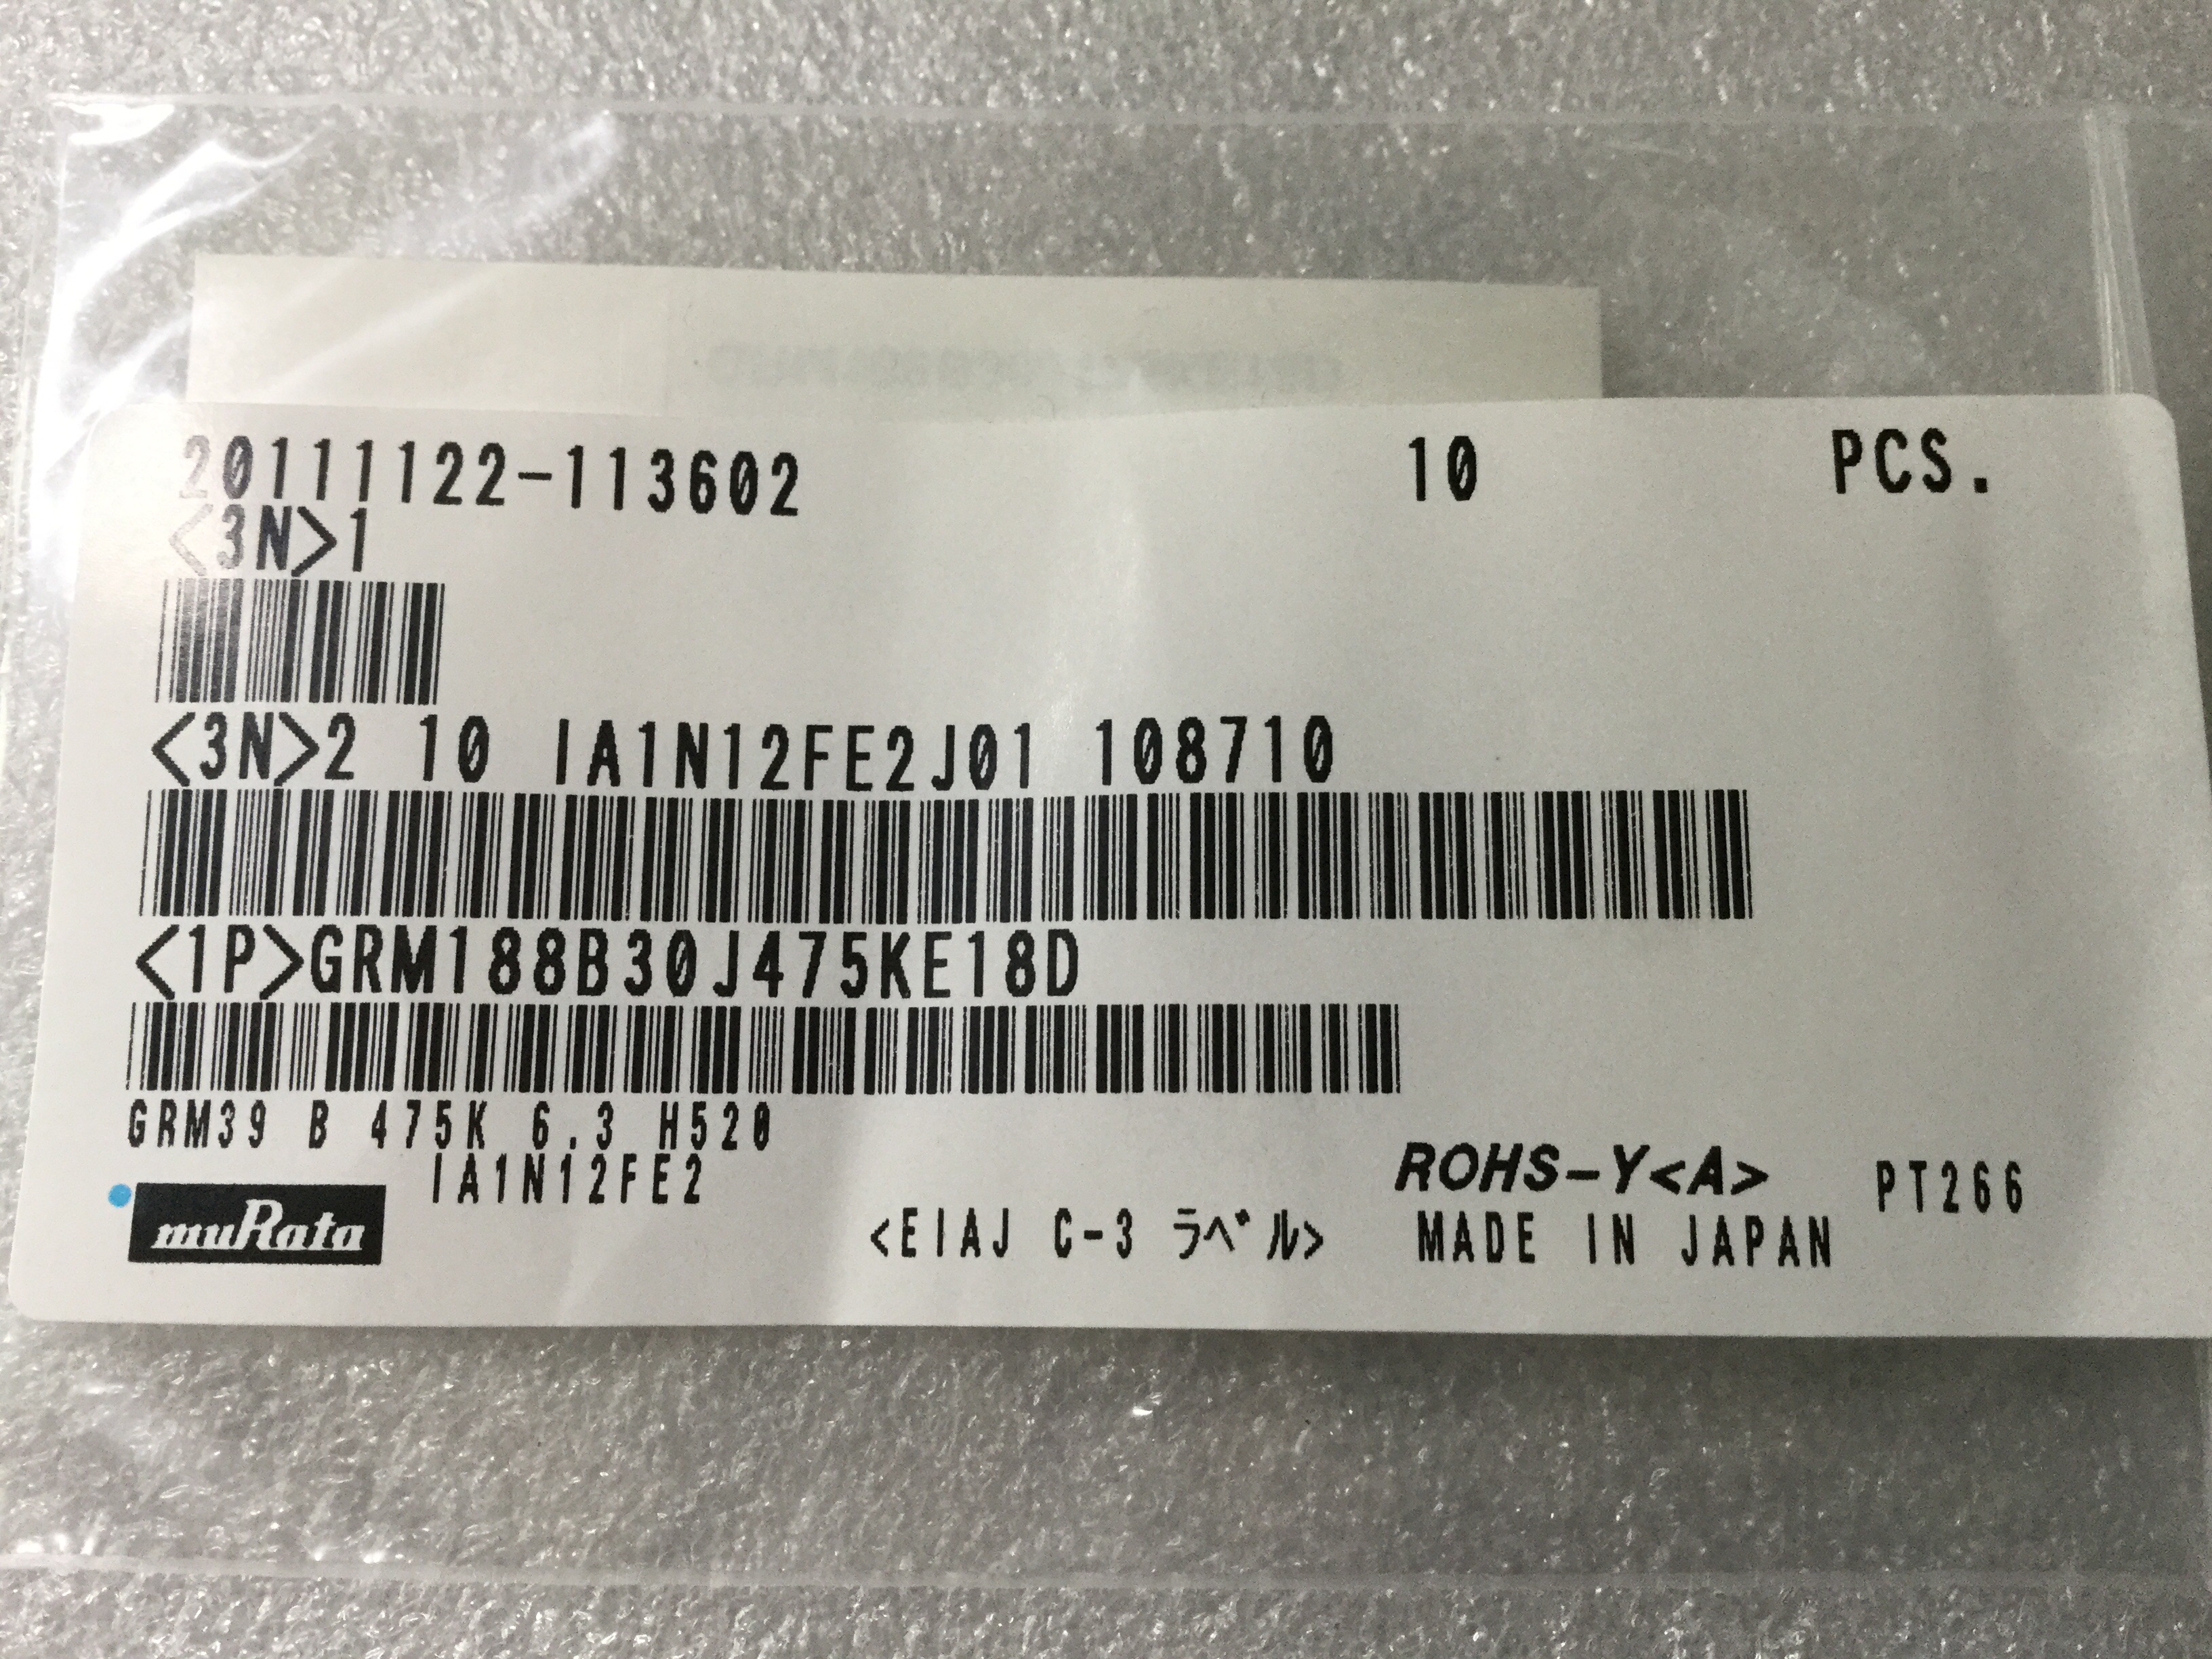 20111122-113602 10 PCS.
<3N>1
<3N>2 10 IA1N12FE2J01 108710
<1P>GRM188B30J475KE18D
GRM39 B 475K 6.3 H520
IA1N12FE2
ROHS-Y<A> PT266
muRata
<EIAJ C-3 ラベル> MADE IN JAPAN